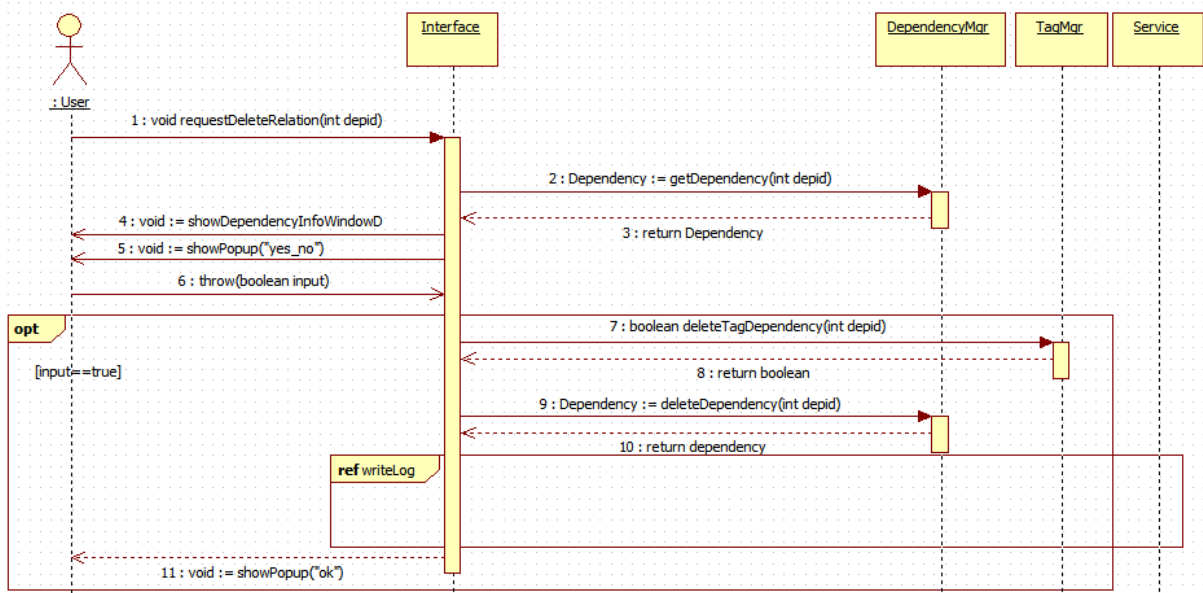 Interface
DependencyMgr
TagMgr
Service
: User
1 : void requestDeleteRelation(int depid)
2 : Dependency := getDependency(int depid)
3 : return Dependency
4 : void := showDependencyInfoWindowD
5 : void := showPopup("yes_no")
6 : throw(boolean input)
opt
7 : boolean deleteTagDependency(int depid)
[input==true]
8 : return boolean
9 : Dependency := deleteDependency(int depid)
10 : return dependency
ref writeLog
11 : void := showPopup("ok")